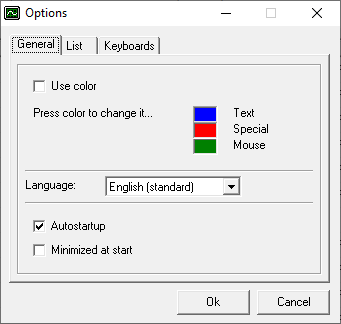 Options
General List Keyboards
Use color
Press color to change it... Text
Special
Mouse
Language: English (standard)
Autostartup
Minimized at start
Ok Cancel